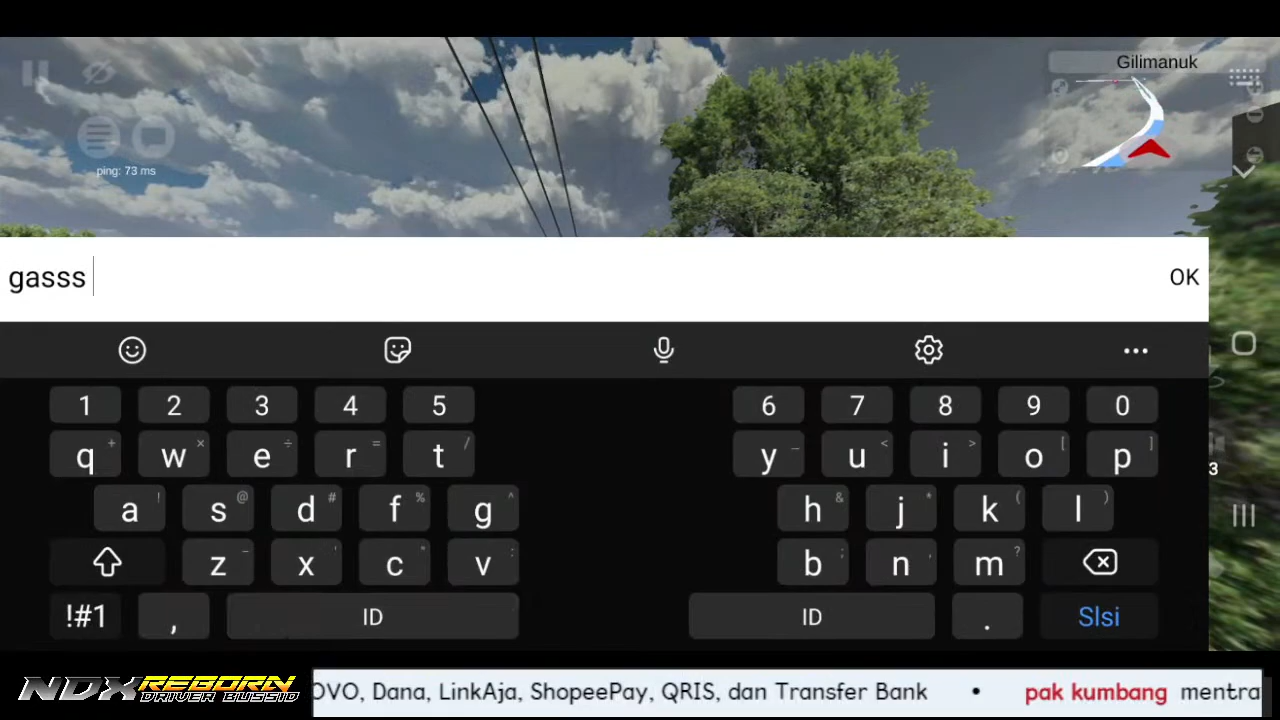 Gilimanuk
ping: 73 ms
gasss
OK
1 2 3 4 5 6 7 8 9 0
q + w × e ÷ r = t / y _ u < i > o [ p ]
a ! s @ d # f % g ^ h & j * k ( l )
z - x ' c " v : b ; n , m ?
!#1 , ID ID . Slsi
3
NDX REBORN
DRIVER BUSSID
OVO, Dana, LinkAja, ShopeePay, QRIS, dan Transfer Bank • pak kumbang